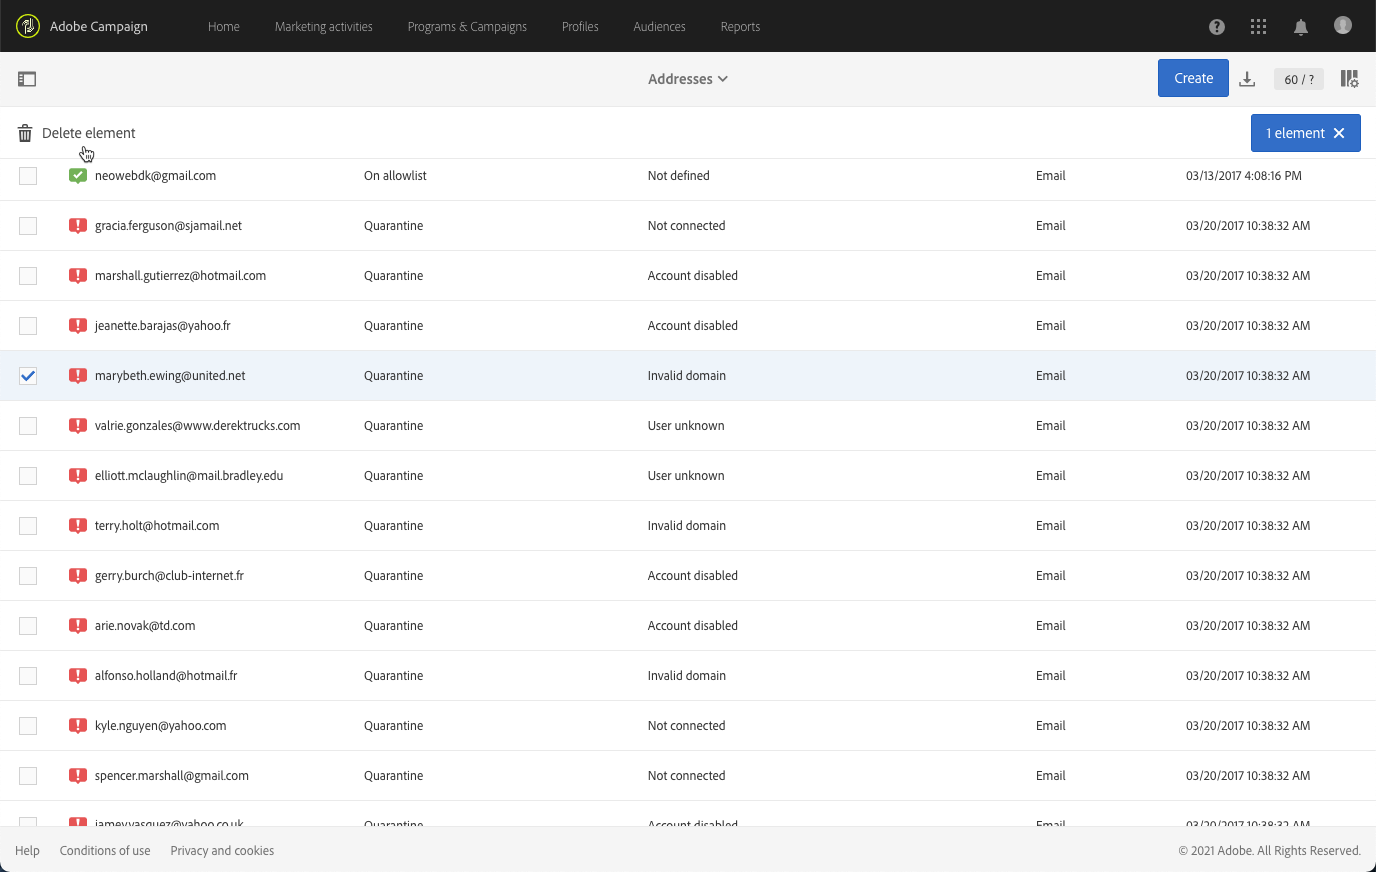 Adobe Campaign Home Marketing activities Programs & Campaigns Profiles Audiences Reports
Addresses Create 60 / ?
Delete element 1 element
neowebdk@gmail.com On allowlist Not defined Email 03/13/2017 4:08:16 PM
gracia.ferguson@sjamail.net Quarantine Not connected Email 03/20/2017 10:38:32 AM
marshall.gutierrez@hotmail.com Quarantine Account disabled Email 03/20/2017 10:38:32 AM
jeanette.barajas@yahoo.fr Quarantine Account disabled Email 03/20/2017 10:38:32 AM
marybeth.ewing@united.net Quarantine Invalid domain Email 03/20/2017 10:38:32 AM
valrie.gonzales@www.derektrucks.com Quarantine User unknown Email 03/20/2017 10:38:32 AM
elliott.mclaughlin@mail.bradley.edu Quarantine User unknown Email 03/20/2017 10:38:32 AM
terry.holt@hotmail.com Quarantine Invalid domain Email 03/20/2017 10:38:32 AM
gerry.burch@club-internet.fr Quarantine Account disabled Email 03/20/2017 10:38:32 AM
arie.novak@td.com Quarantine Account disabled Email 03/20/2017 10:38:32 AM
alfonso.holland@hotmail.fr Quarantine Invalid domain Email 03/20/2017 10:38:32 AM
kyle.nguyen@yahoo.com Quarantine Not connected Email 03/20/2017 10:38:32 AM
spencer.marshall@gmail.com Quarantine Not connected Email 03/20/2017 10:38:32 AM
jamey.vasquez@yahoo.co.uk Quarantine Account disabled Email 03/20/2017 10:38:32 AM
Help Conditions of use Privacy and cookies © 2021 Adobe. All Rights Reserved.